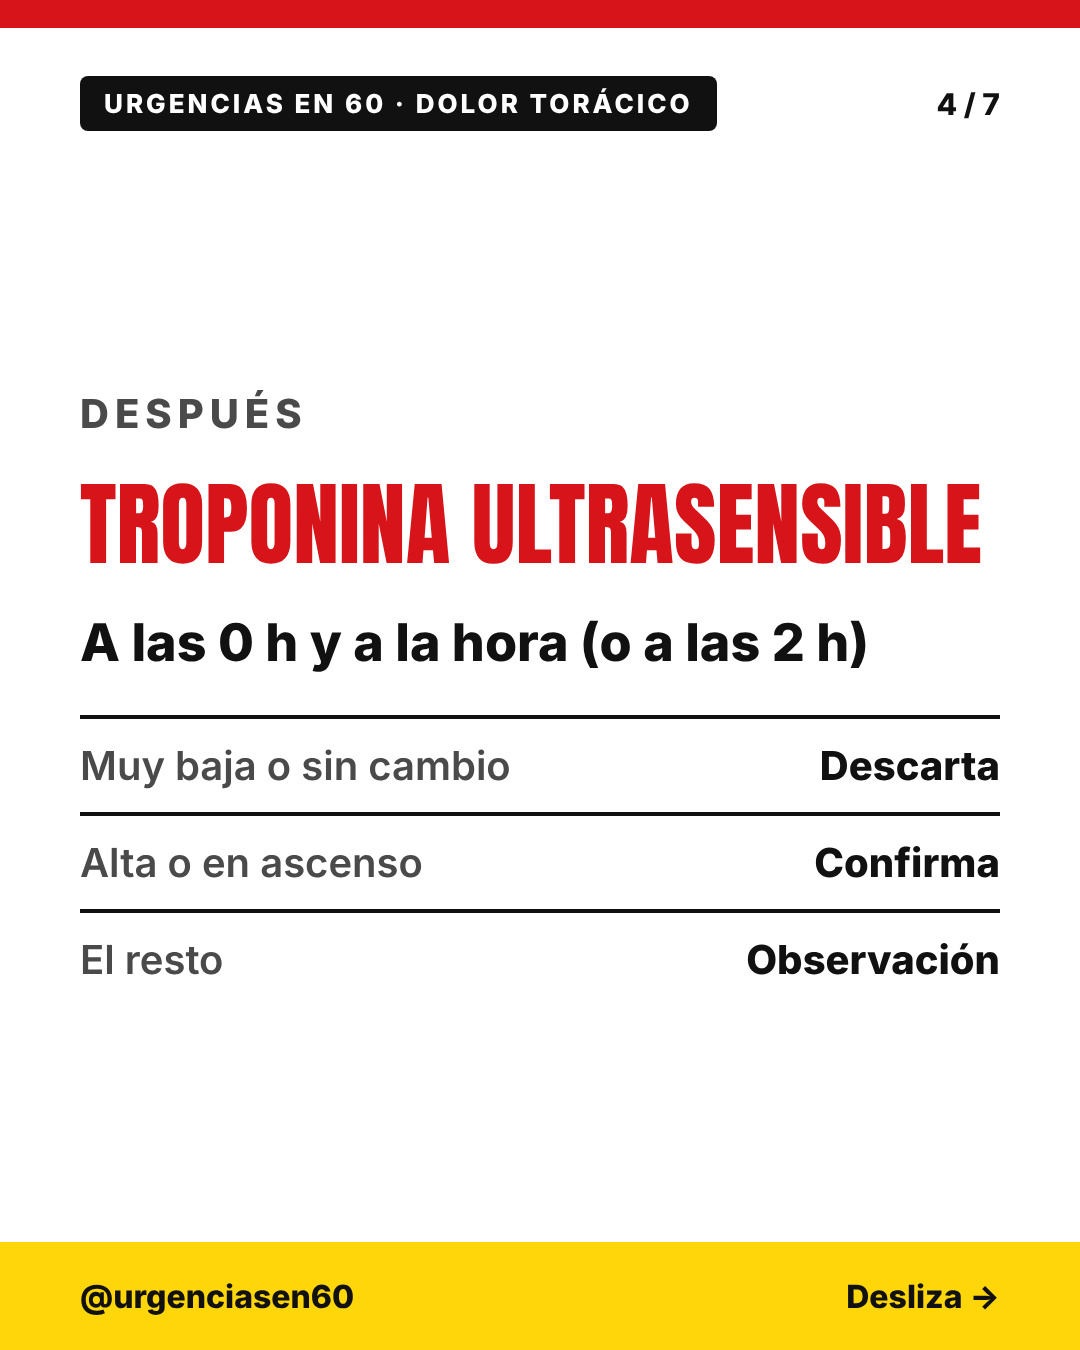 URGENCIAS EN 60 · DOLOR TORÁCICO
4 / 7
DESPUÉS
TROPONINA ULTRASENSIBLE
A las 0 h y a la hora (o a las 2 h)
Muy baja o sin cambio Descarta
Alta o en ascenso Confirma
El resto Observación
@urgenciasen60 Desliza →